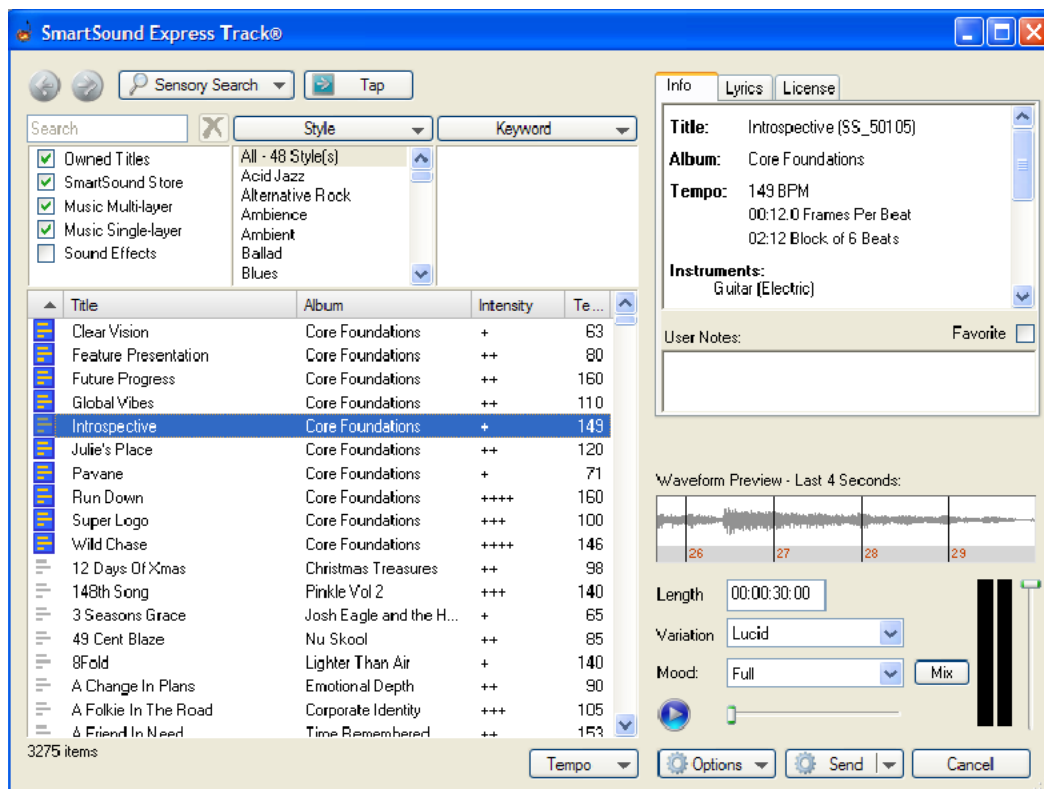 SmartSound Express Track®
Sensory Search
Tap
Search
Style
Keyword
Owned Titles
SmartSound Store
Music Multi-layer
Music Single-layer
Sound Effects
All - 48 Style(s)
Acid Jazz
Alternative Rock
Ambience
Ambient
Ballad
Blues
Title Album Intensity Te...
Clear Vision Core Foundations + 63
Feature Presentation Core Foundations ++ 80
Future Progress Core Foundations ++ 160
Global Vibes Core Foundations ++ 110
Introspective Core Foundations + 149
Julie's Place Core Foundations ++ 120
Pavane Core Foundations + 71
Run Down Core Foundations ++++ 160
Super Logo Core Foundations +++ 100
Wild Chase Core Foundations ++++ 146
12 Days Of Xmas Christmas Treasures ++ 98
148th Song Pinkle Vol 2 +++ 140
3 Seasons Grace Josh Eagle and the H... + 65
49 Cent Blaze Nu Skool ++ 85
8Fold Lighter Than Air + 140
A Change In Plans Emotional Depth ++ 90
A Folkie In The Road Corporate Identity +++ 105
A Friend In Need Time Remembered ++ 153
3275 items
Tempo
Info Lyrics License
Title: Introspective (SS_50105)
Album: Core Foundations
Tempo: 149 BPM
00:12.0 Frames Per Beat
02:12 Block of 6 Beats
Instruments:
Guitar (Electric)
User Notes: Favorite
Waveform Preview - Last 4 Seconds:
26 27 28 29
Length 00:00:30:00
Variation Lucid
Mood: Full Mix
Options Send Cancel